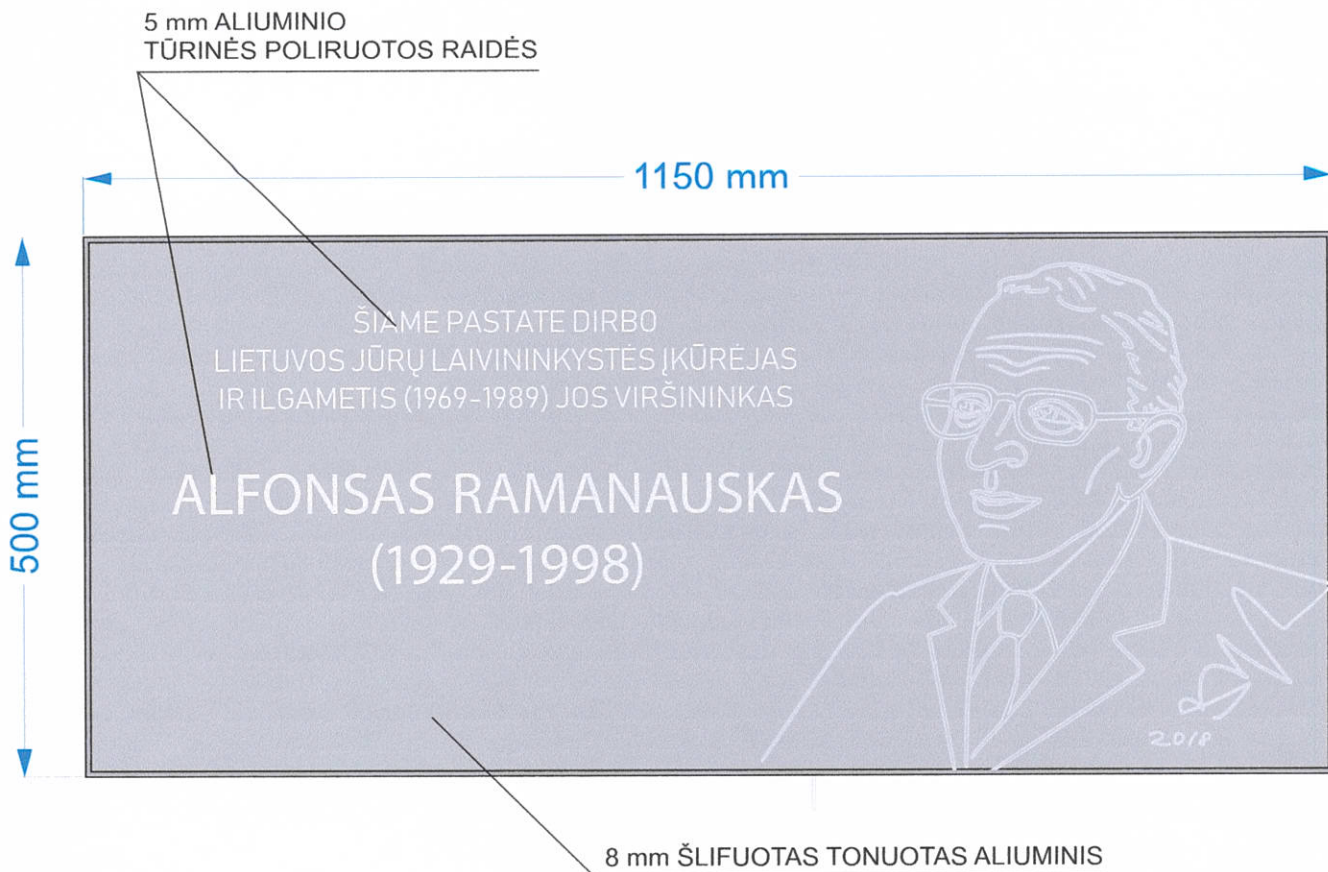 5 mm ALIUMINIO
TŪRINĖS POLIRUOTOS RAIDĖS
1150 mm
500 mm
ŠIAME PASTATE DIRBO
LIETUVOS JŪRŲ LAIVININKYSTĖS ĮKŪRĖJAS
IR ILGAMETIS (1969-1989) JOS VIRŠININKAS
ALFONSAS RAMANAUSKAS
(1929-1998)
2018
8 mm ŠLIFUOTAS TONUOTAS ALIUMINIS